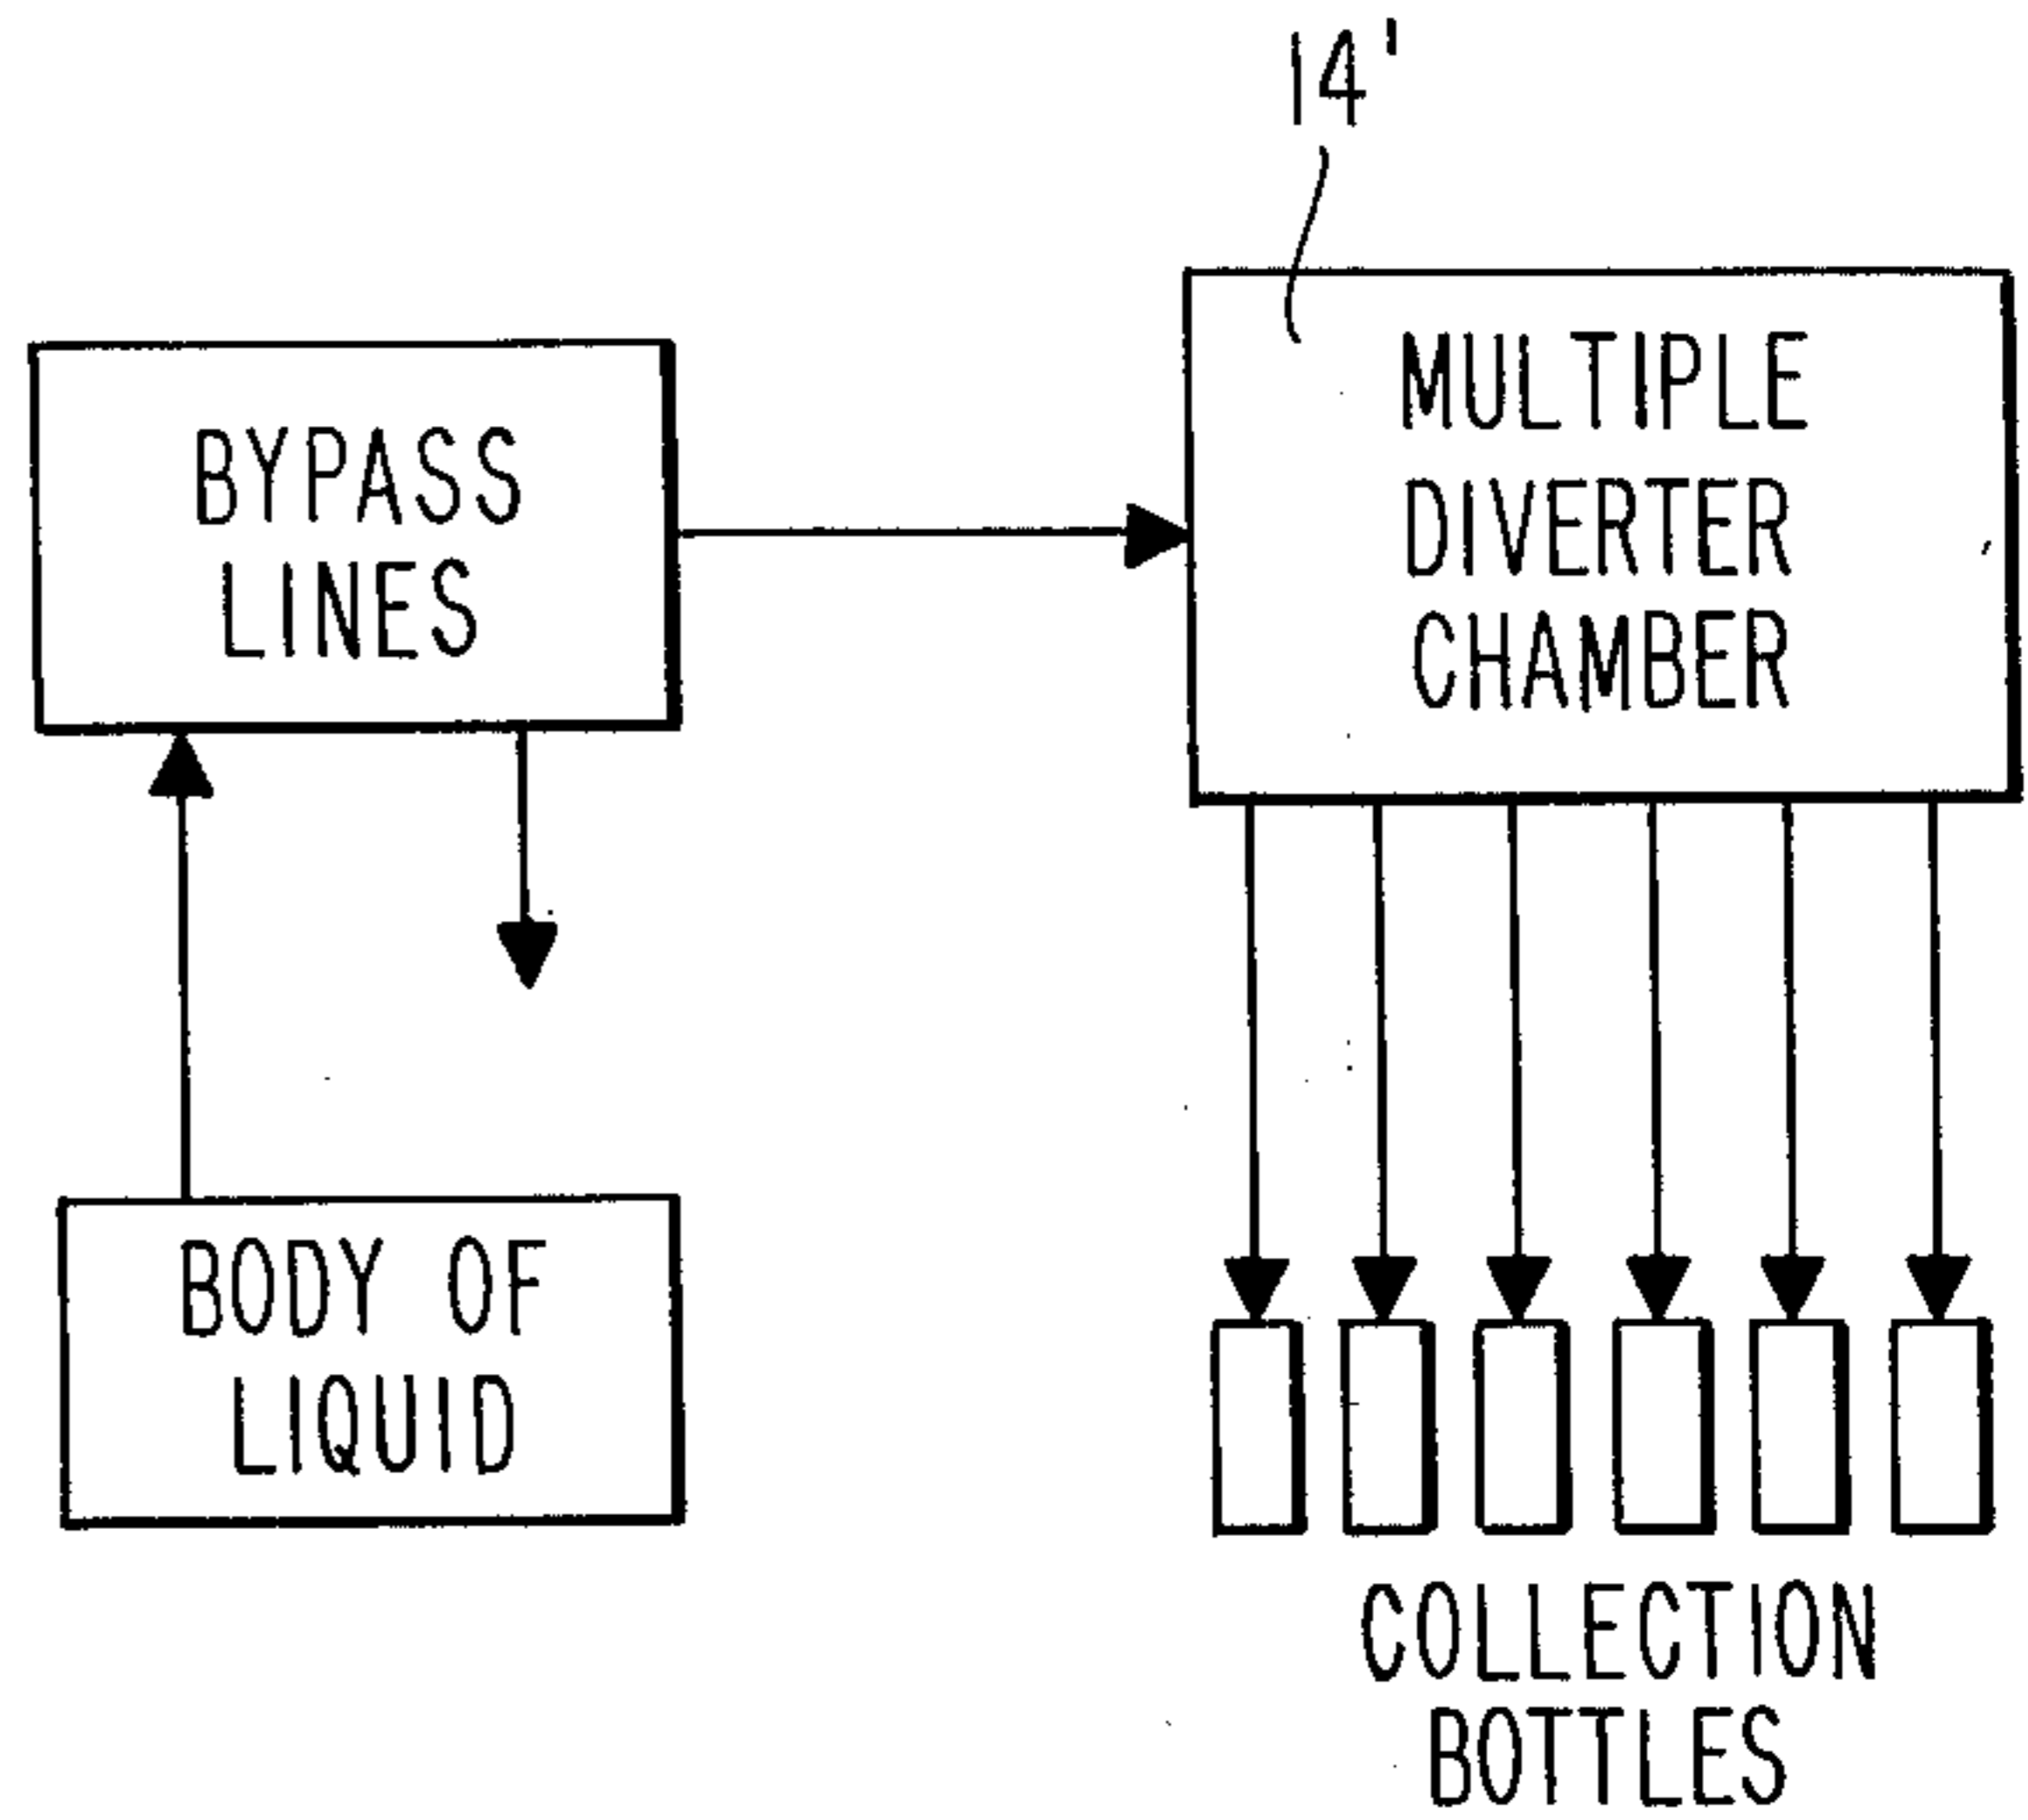 14'
BYPASS
LINES
MULTIPLE
DIVERTER
CHAMBER
BODY OF
LIQUID
COLLECTION
BOTTLES